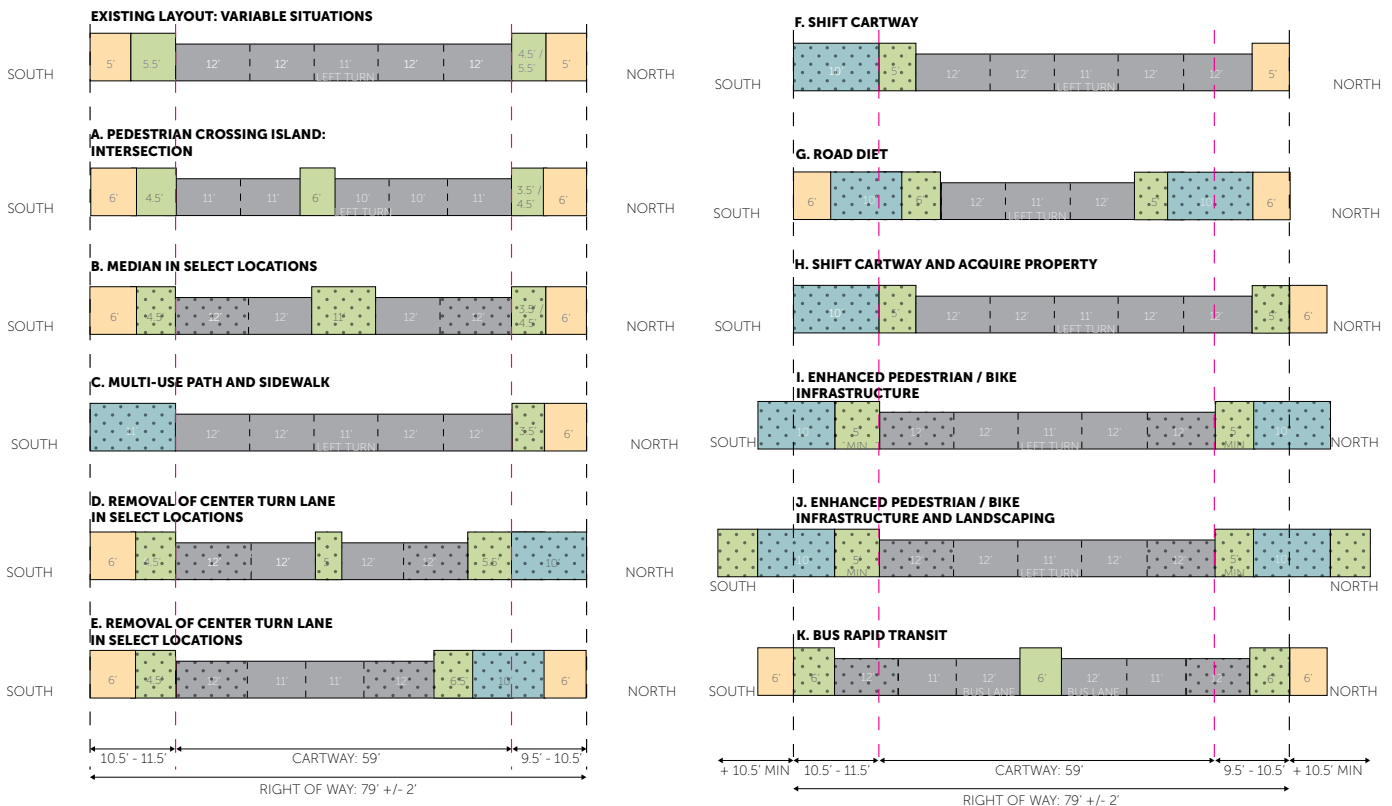 EXISTING LAYOUT: VARIABLE SITUATIONS
SOUTH
5'
5.5'
12'
12'
11'
LEFT TURN
12'
12'
4.5' /
5.5'
5'
NORTH
A. PEDESTRIAN CROSSING ISLAND:
INTERSECTION
SOUTH
6'
4.5'
11'
11'
6'
10'
LEFT TURN
10'
11'
3.5' /
4.5'
6'
NORTH
B. MEDIAN IN SELECT LOCATIONS
SOUTH
6'
4.5'
12'
12'
11'
12'
12'
3.5' /
4.5'
6'
NORTH
C. MULTI-USE PATH AND SIDEWALK
SOUTH
11'
12'
12'
11'
LEFT TURN
12'
12'
3.5'
6'
NORTH
D. REMOVAL OF CENTER TURN LANE
IN SELECT LOCATIONS
SOUTH
6'
4.5'
12'
12'
5'
12'
12'
5.5'
10'
NORTH
E. REMOVAL OF CENTER TURN LANE
IN SELECT LOCATIONS
SOUTH
6'
4.5'
12'
11'
11'
12'
6.5'
10'
6'
NORTH
10.5' - 11.5'
CARTWAY: 59'
9.5' - 10.5'
RIGHT OF WAY: 79' +/- 2'
F. SHIFT CARTWAY
SOUTH
10'
5'
12'
12'
11'
LEFT TURN
12'
12'
5'
NORTH
G. ROAD DIET
SOUTH
6'
11'
6'
12'
11'
LEFT TURN
12'
5'
10'
6'
NORTH
H. SHIFT CARTWAY AND ACQUIRE PROPERTY
SOUTH
10'
5'
12'
12'
11'
LEFT TURN
12'
12'
5'
6'
NORTH
I. ENHANCED PEDESTRIAN / BIKE
INFRASTRUCTURE
SOUTH
10'
5'
MIN
12'
12'
11'
LEFT TURN
12'
12'
5'
MIN
10'
NORTH
J. ENHANCED PEDESTRIAN / BIKE
INFRASTRUCTURE AND LANDSCAPING
SOUTH
10'
5'
MIN
12'
12'
11'
LEFT TURN
12'
12'
5'
MIN
10'
NORTH
K. BUS RAPID TRANSIT
SOUTH
6'
6'
12'
11'
12'
BUS LANE
6'
12'
BUS LANE
11'
12'
6'
6'
NORTH
+ 10.5' MIN
10.5' - 11.5'
CARTWAY: 59'
9.5' - 10.5'
+ 10.5' MIN
RIGHT OF WAY: 79' +/- 2'